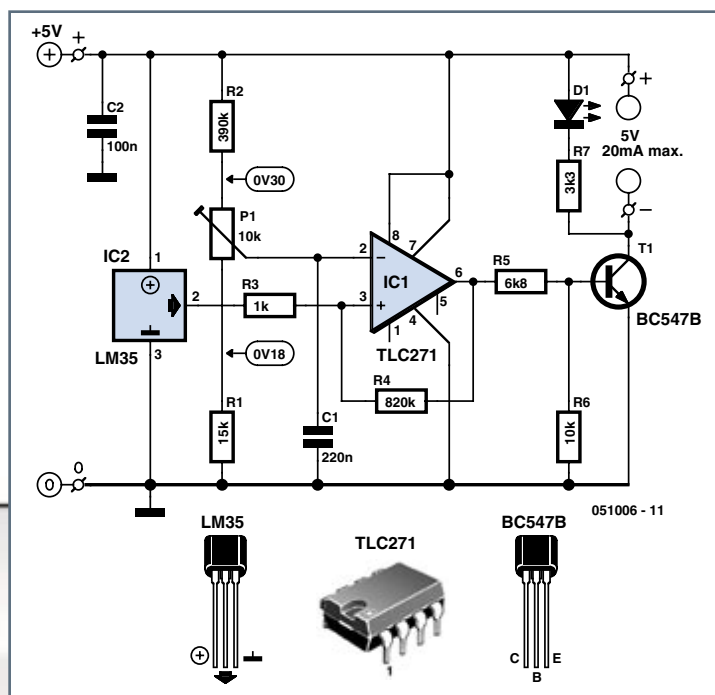 +5V
+
C2
100n
R2
390k
0V30
P1
10k
D1
R7
3k3
+
5V
20mA max.
−
IC2
1
+
2
3
LM35
R3
1k
0V18
2
−
3
+
IC1
8
7
6
5
4
1
TLC271
R5
6k8
T1
BC547B
R4
820k
R1
15k
C1
220n
R6
10k
0
0
051006 - 11
LM35
TLC271
BC547B
+
1
C
B
E